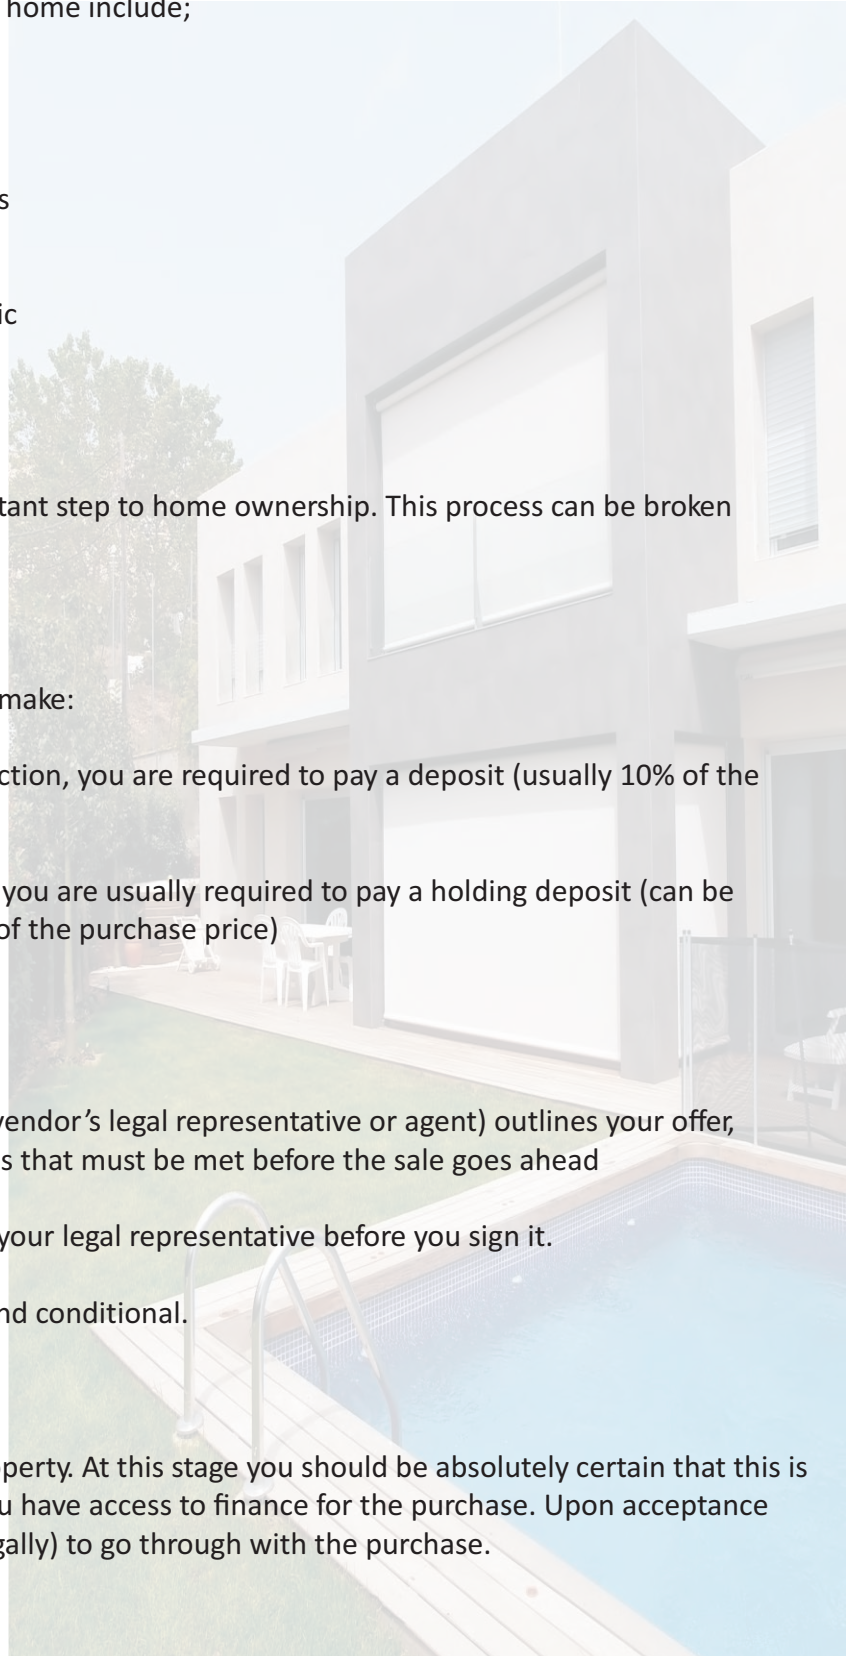 home include;
s
ic
tant step to home ownership. This process can be broken
make:
ction, you are required to pay a deposit (usually 10% of the
you are usually required to pay a holding deposit (can be
of the purchase price)
vendor’s legal representative or agent) outlines your offer,
s that must be met before the sale goes ahead
your legal representative before you sign it.
nd conditional.
perty. At this stage you should be absolutely certain that this is
u have access to finance for the purchase. Upon acceptance
gally) to go through with the purchase.